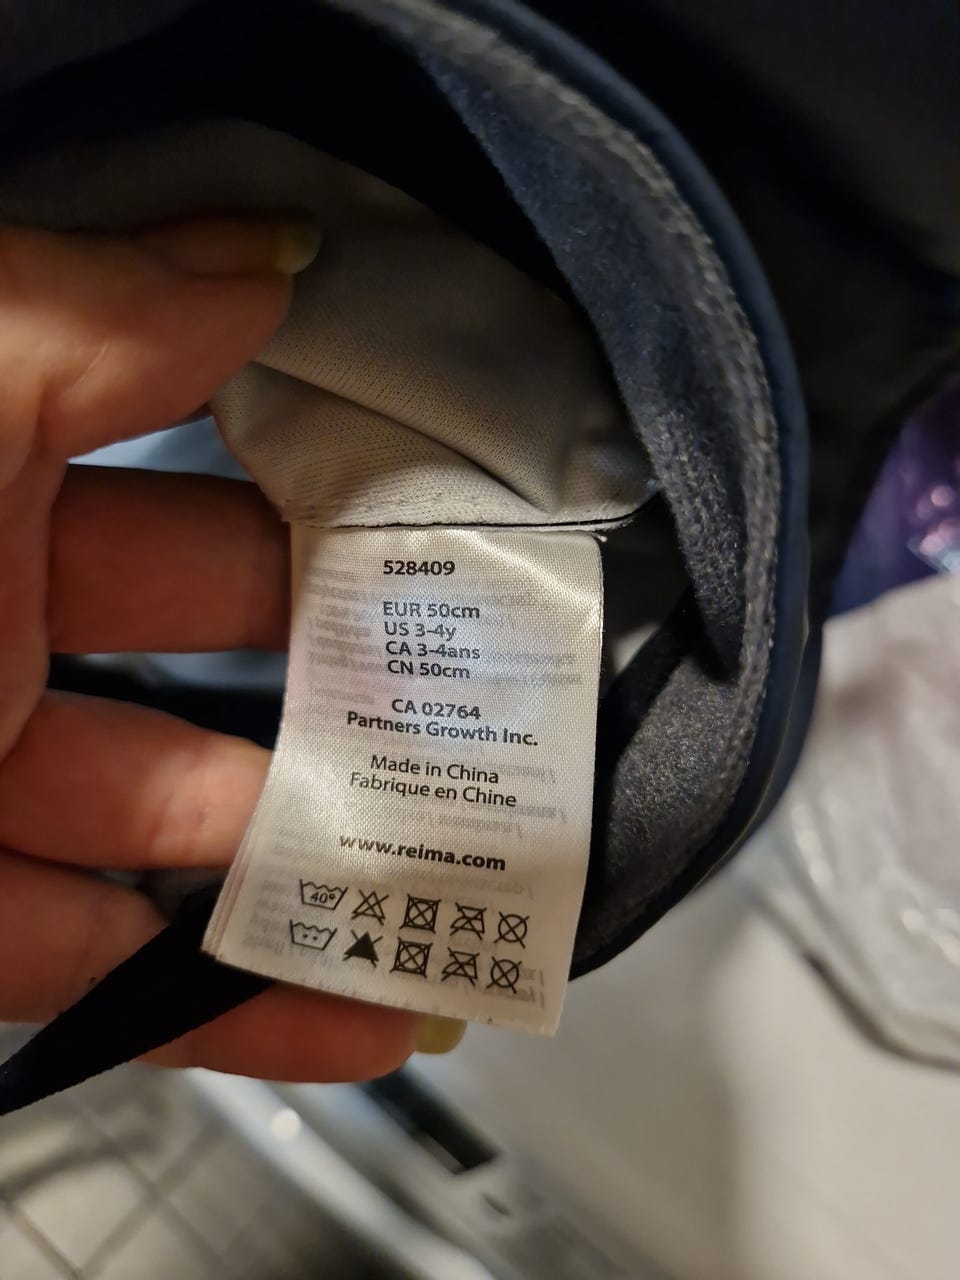 528409
EUR 50cm
US 3-4y
CA 3-4ans
CN 50cm
CA 02764
Partners Growth Inc.
Made in China
Fabrique en Chine
www.reima.com
40°